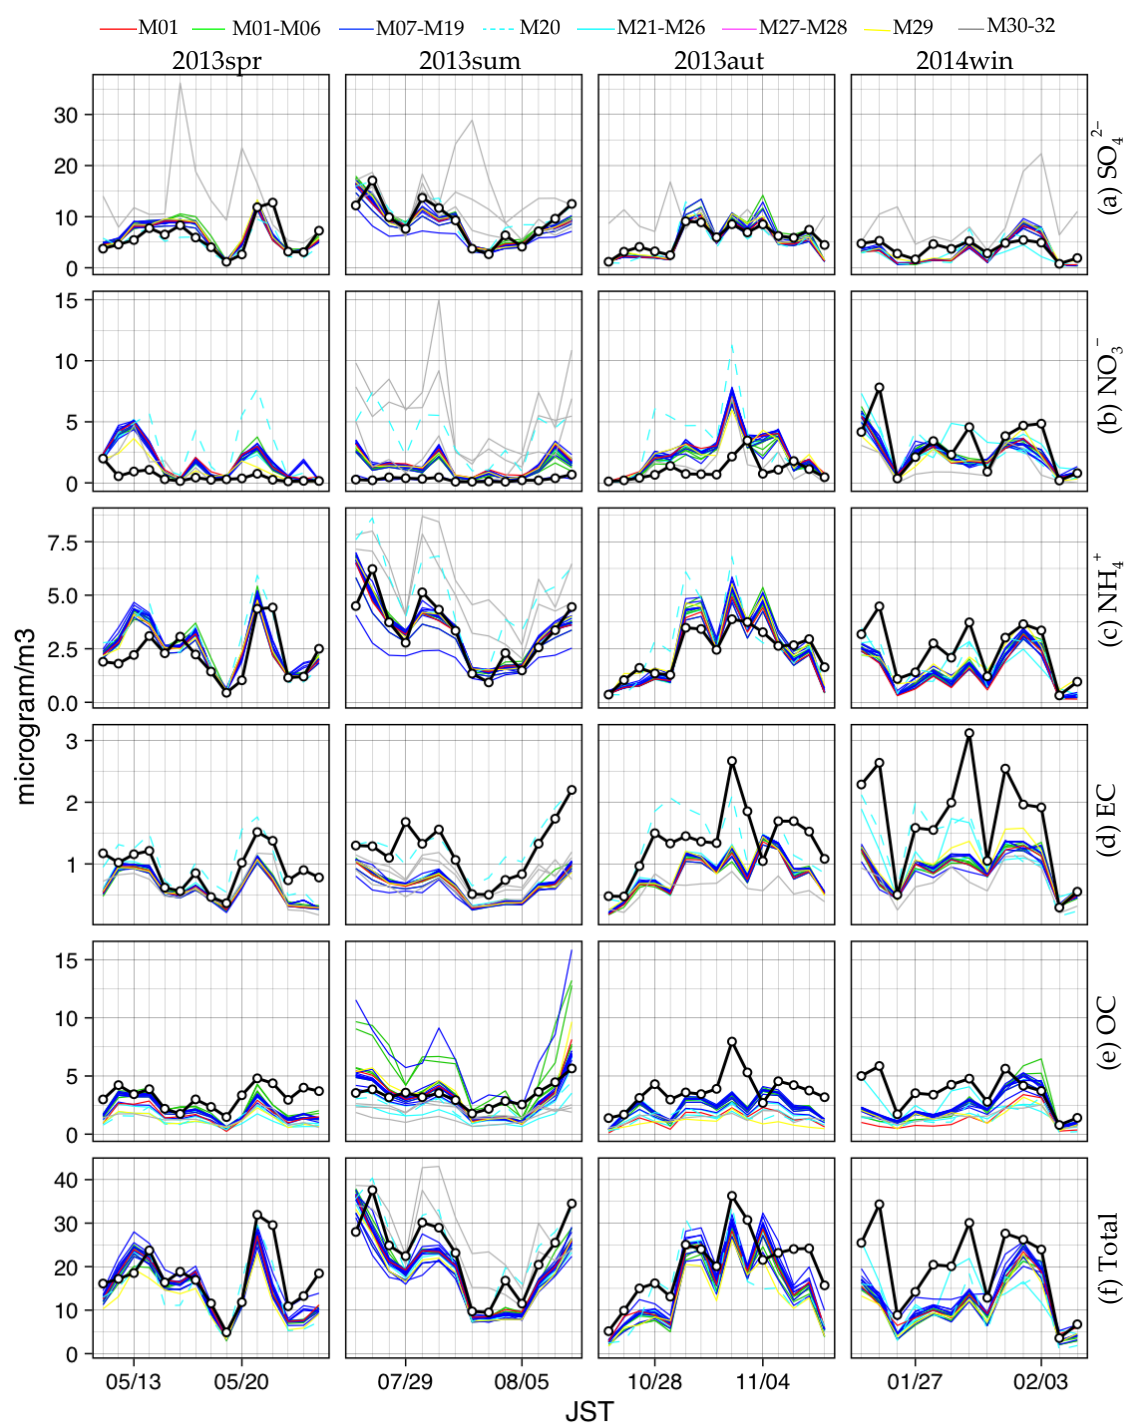 M01 M01-M06 M07-M19 M20 M21-M26 M27-M28 M29 M30-32
2013spr 2013sum 2013aut 2014win
30
20
10
0
(a) SO₄²⁻
15
10
5
0
(b) NO₃⁻
7.5
5.0
2.5
0.0
(c) NH₄⁺
microgram/m3
3
2
1
(d) EC
15
10
5
0
(e) OC
40
30
20
10
0
(f) Total
05/13 05/20 07/29 08/05 10/28 11/04 01/27 02/03
JST